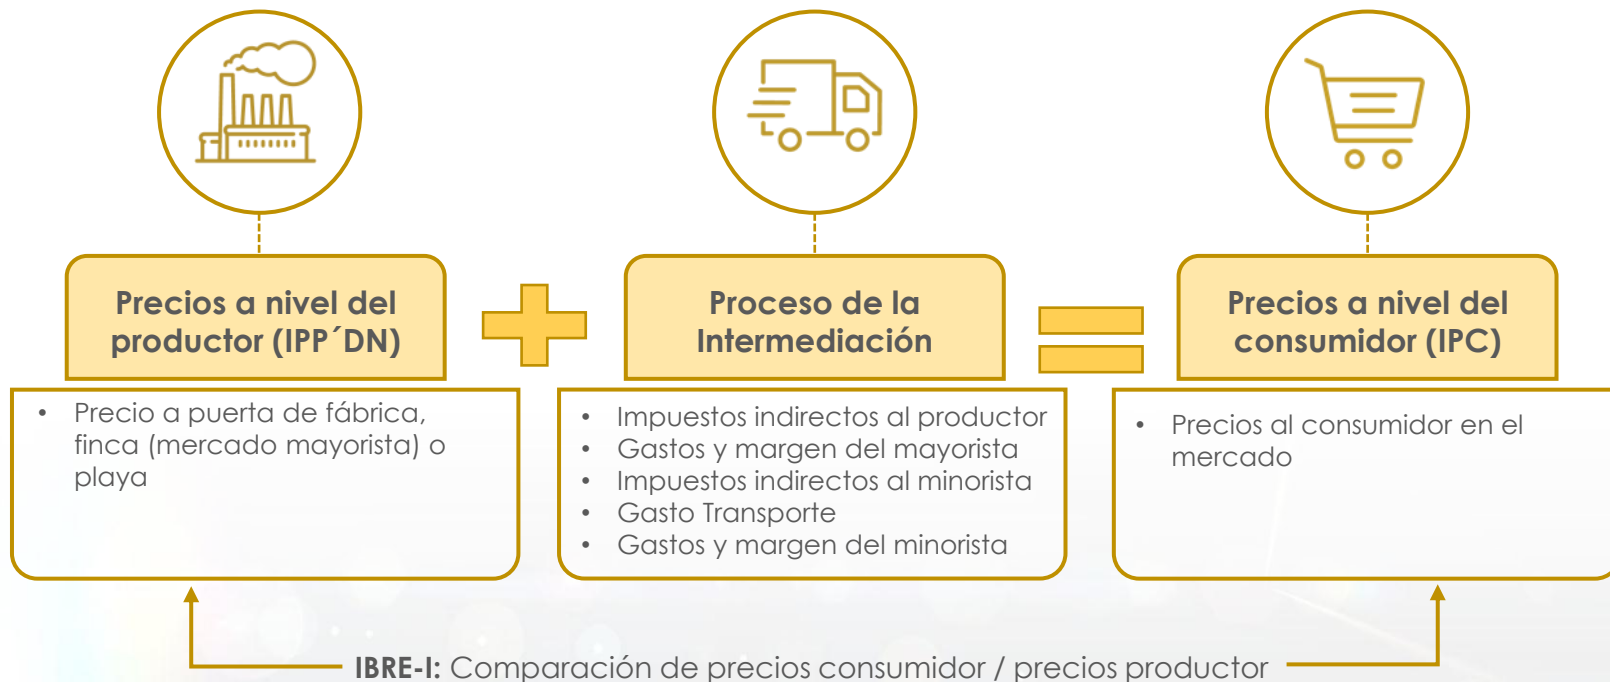 Precios a nivel del
productor (IPP´DN)
• Precio a puerta de fábrica,
finca (mercado mayorista) o
playa
Proceso de la
Intermediación
• Impuestos indirectos al productor
• Gastos y margen del mayorista
• Impuestos indirectos al minorista
• Gasto Transporte
• Gastos y margen del minorista
Precios a nivel del
consumidor (IPC)
• Precios al consumidor en el
mercado
IBRE-I: Comparación de precios consumidor / precios productor